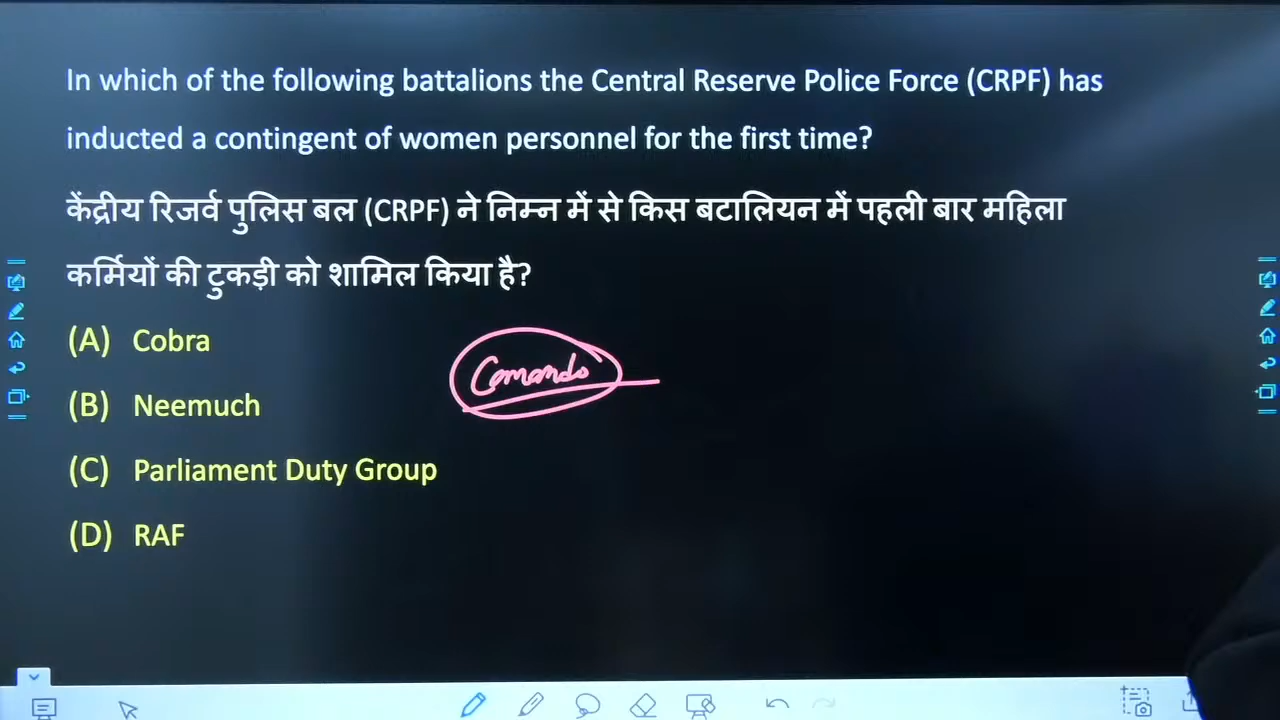 In which of the following battalions the Central Reserve Police Force (CRPF) has
inducted a contingent of women personnel for the first time?
केंद्रीय रिजर्व पुलिस बल (CRPF) ने निम्न में से किस बटालियन में पहली बार महिला
कर्मियों की टुकड़ी को शामिल किया है?
(A) Cobra
Comando
(B) Neemuch
(C) Parliament Duty Group
(D) RAF